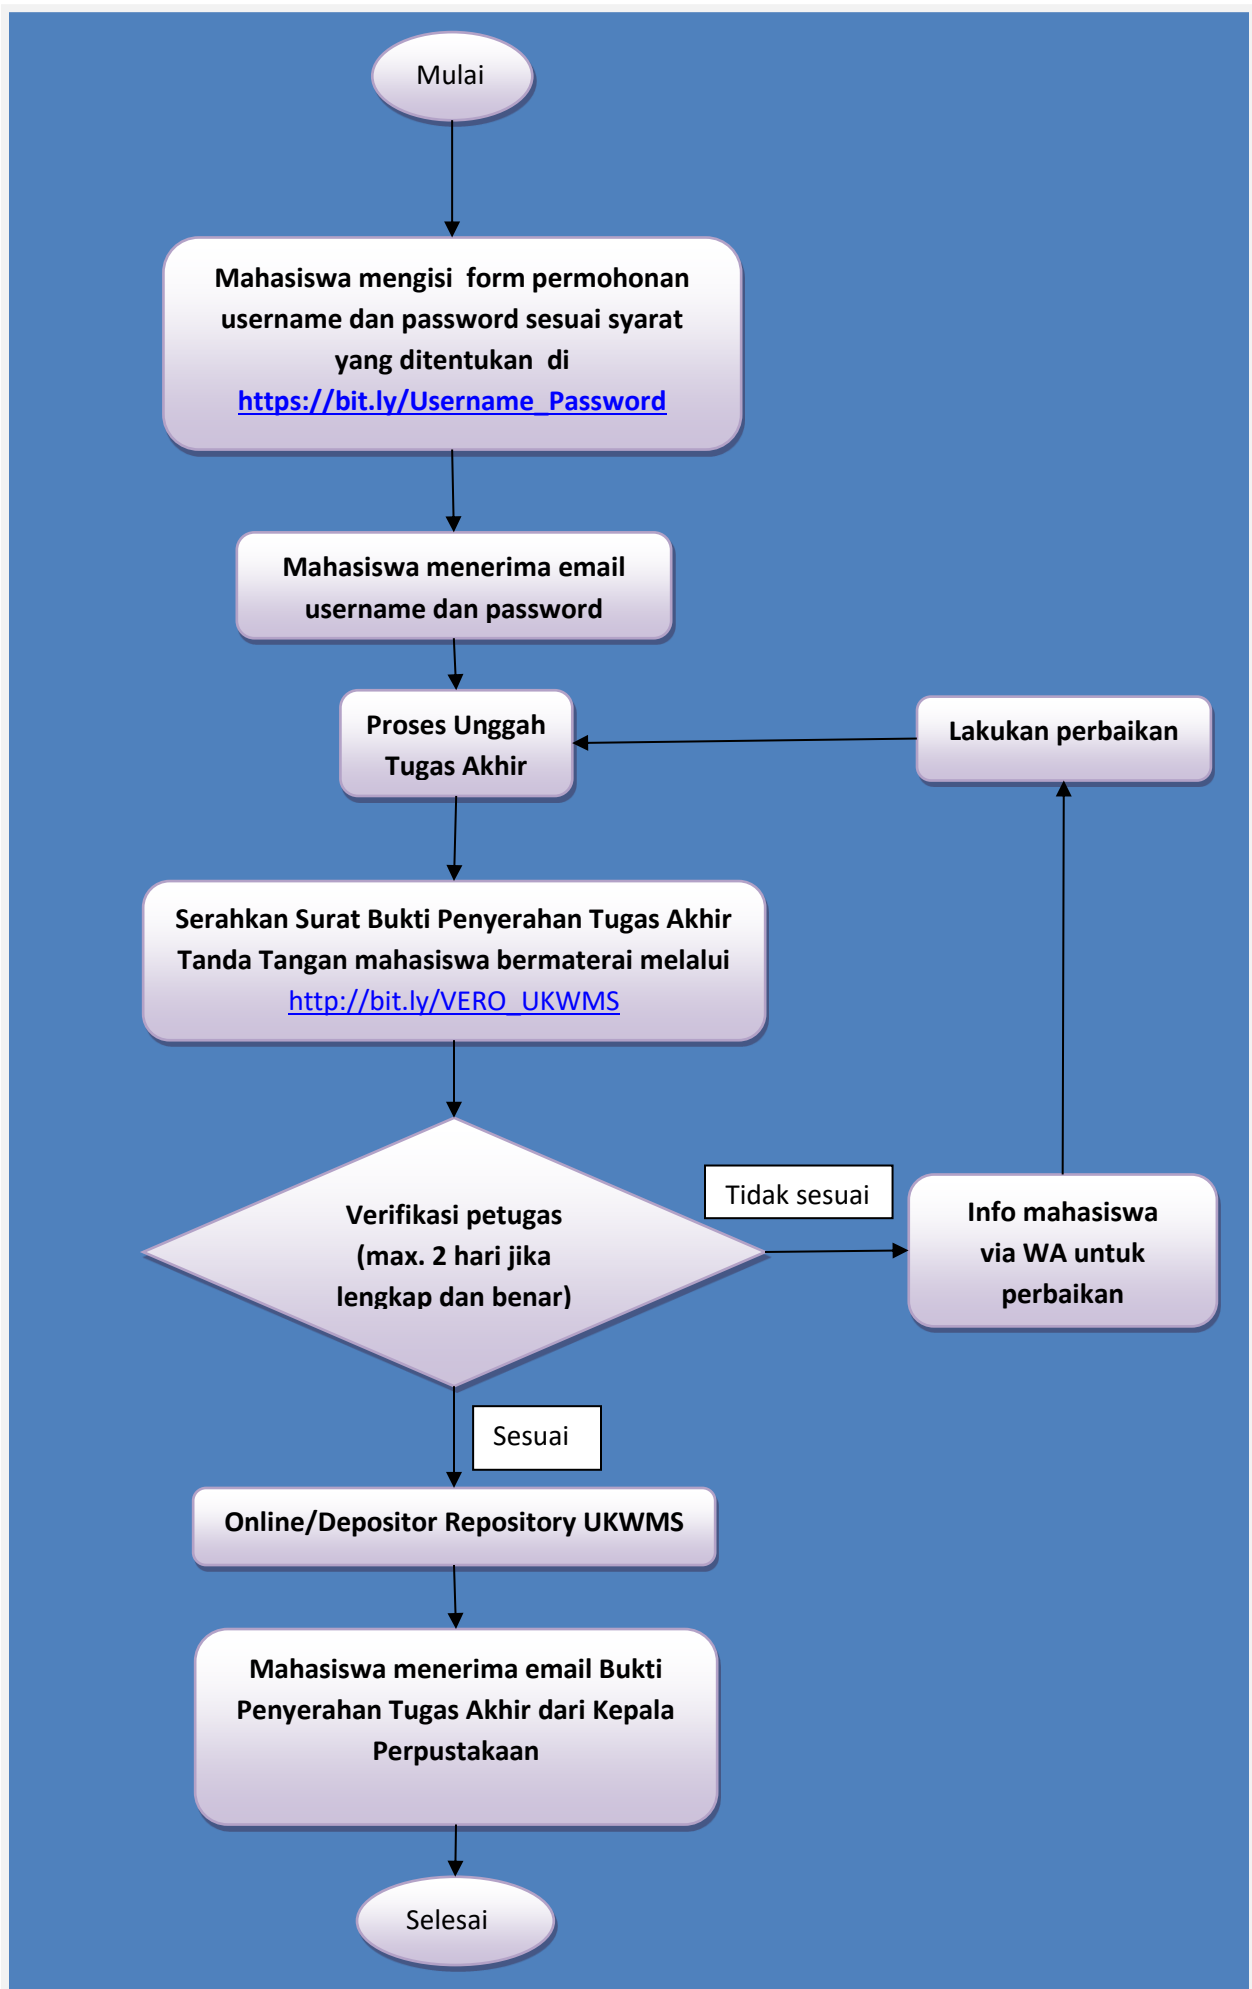 Mulai
Mahasiswa mengisi  form permohonan
username dan password sesuai syarat
yang ditentukan  di
https://bit.ly/Username_Password
Mahasiswa menerima email
username dan password
Proses Unggah
Tugas Akhir
Lakukan perbaikan
Serahkan Surat Bukti Penyerahan Tugas Akhir
Tanda Tangan mahasiswa bermaterai melalui
http://bit.ly/VERO_UKWMS
Verifikasi petugas
(max. 2 hari jika
lengkap dan benar)
Tidak sesuai
Info mahasiswa
via WA untuk
perbaikan
Sesuai
Online/Depositor Repository UKWMS
Mahasiswa menerima email Bukti
Penyerahan Tugas Akhir dari Kepala
Perpustakaan
Selesai